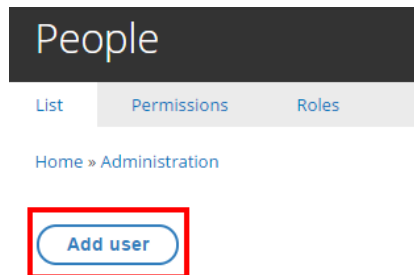 People
List Permissions Roles
Home » Administration
Add user